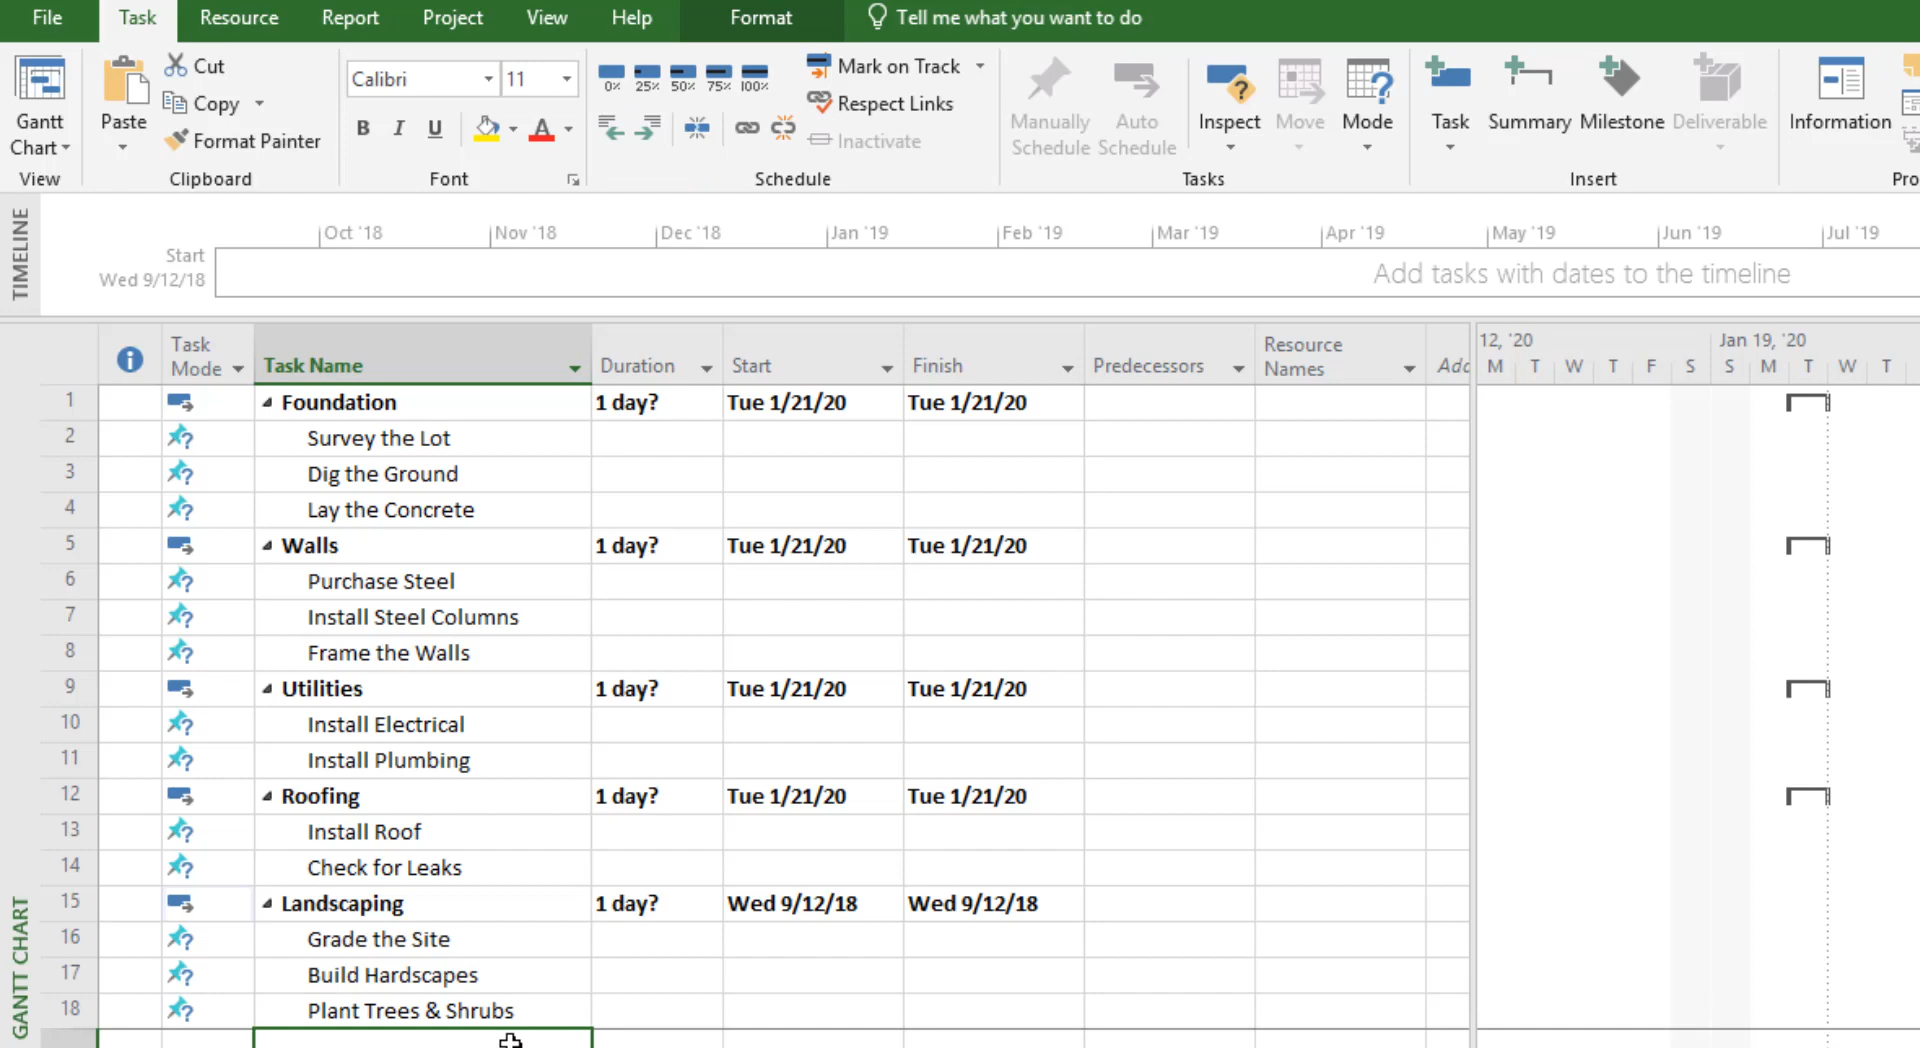 File Task Resource Report Project View Help Format Tell me what you want to do
Gantt Chart
View
Paste
Cut
Copy
Format Painter
Clipboard
Calibri 11
B I U A
Font
0% 25% 50% 75% 100%
Mark on Track
Respect Links
Inactivate
Schedule
Manually Schedule
Auto Schedule
Inspect
Move
Mode
Tasks
Task
Summary
Milestone
Deliverable
Insert
Information
Pro
TIMELINE
Oct '18 Nov '18 Dec '18 Jan '19 Feb '19 Mar '19 Apr '19 May '19 Jun '19 Jul '19
Start
Wed 9/12/18
Add tasks with dates to the timeline
GANTT CHART
Task Mode Task Name Duration Start Finish Predecessors Resource Names Add
12, '20 Jan 19, '20
M T W T F S S M T W T
1 Foundation 1 day? Tue 1/21/20 Tue 1/21/20
2 Survey the Lot
3 Dig the Ground
4 Lay the Concrete
5 Walls 1 day? Tue 1/21/20 Tue 1/21/20
6 Purchase Steel
7 Install Steel Columns
8 Frame the Walls
9 Utilities 1 day? Tue 1/21/20 Tue 1/21/20
10 Install Electrical
11 Install Plumbing
12 Roofing 1 day? Tue 1/21/20 Tue 1/21/20
13 Install Roof
14 Check for Leaks
15 Landscaping 1 day? Wed 9/12/18 Wed 9/12/18
16 Grade the Site
17 Build Hardscapes
18 Plant Trees & Shrubs